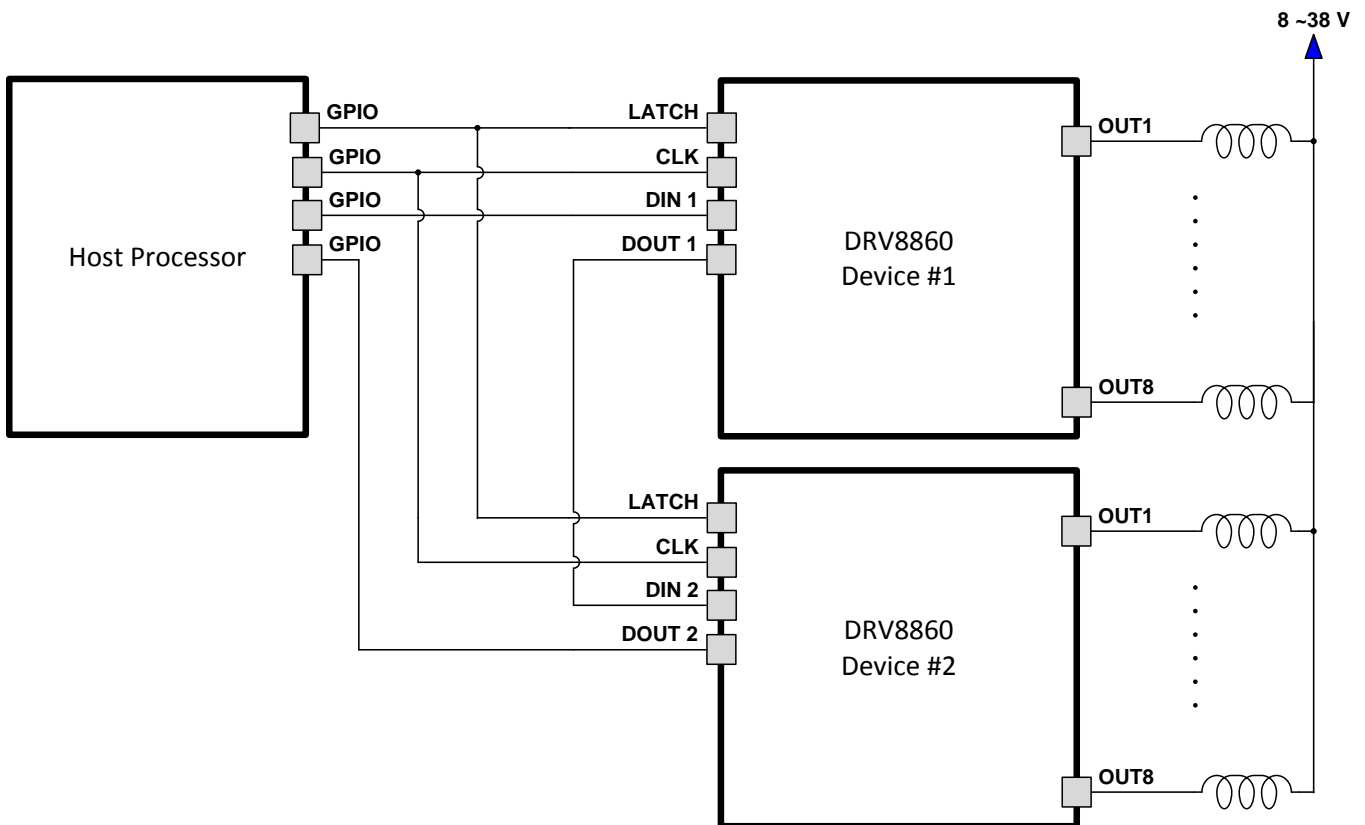 8 ~38 V
Host Processor
GPIO
GPIO
GPIO
GPIO
LATCH
CLK
DIN 1
DOUT 1
DRV8860
Device #1
OUT1
OUT8
LATCH
CLK
DIN 2
DOUT 2
DRV8860
Device #2
OUT1
OUT8